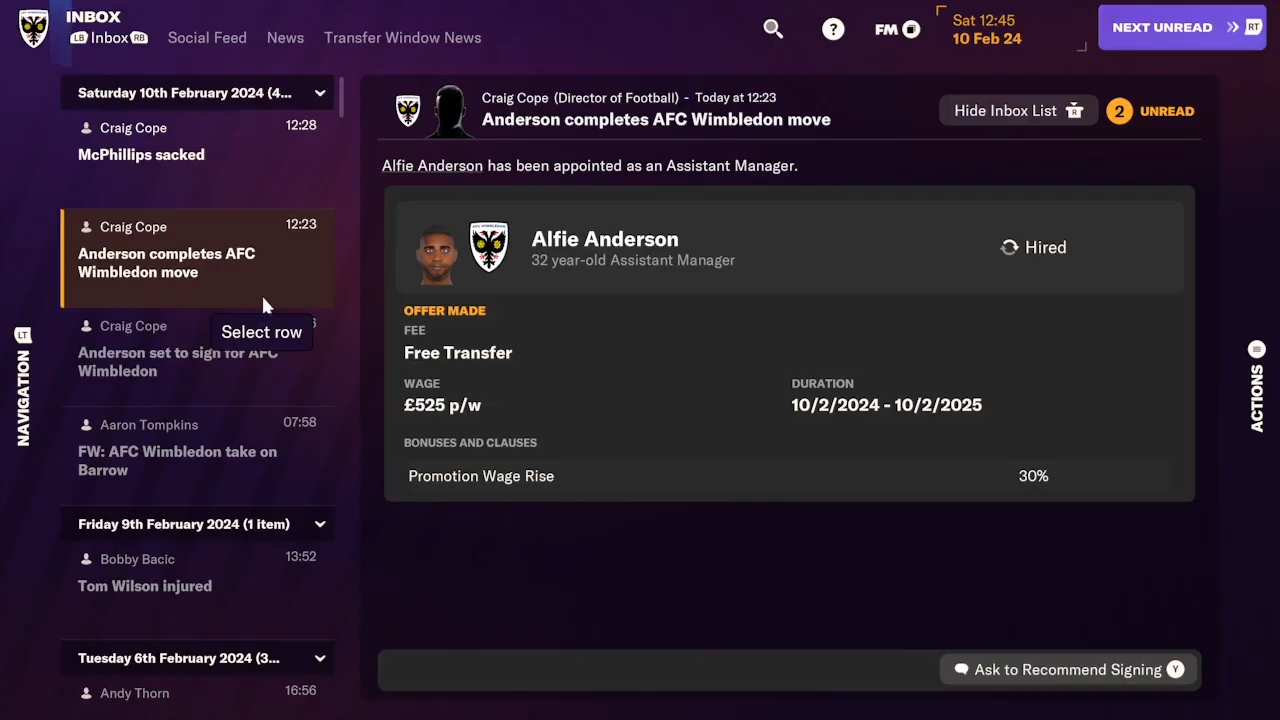 INBOX
LB Inbox RB
Social Feed
News
Transfer Window News
?
FM
Sat 12:45
10 Feb 24
NEXT UNREAD
RT
Saturday 10th February 2024 (4...
Craig Cope
12:28
McPhillips sacked
Craig Cope
12:23
Anderson completes AFC
Wimbledon move
Craig Cope
Select row
Anderson set to sign for AFC
Wimbledon
Aaron Tompkins
07:58
FW: AFC Wimbledon take on
Barrow
Friday 9th February 2024 (1 item)
Bobby Bacic
13:52
Tom Wilson injured
Tuesday 6th February 2024 (3...
Andy Thorn
16:56
LT
NAVIGATION
Craig Cope (Director of Football) - Today at 12:23
Anderson completes AFC Wimbledon move
Hide Inbox List
R
2 UNREAD
Alfie Anderson has been appointed as an Assistant Manager.
Alfie Anderson
32 year-old Assistant Manager
Hired
OFFER MADE
FEE
Free Transfer
WAGE
£525 p/w
DURATION
10/2/2024 - 10/2/2025
BONUSES AND CLAUSES
Promotion Wage Rise
30%
Ask to Recommend Signing Y
ACTIONS